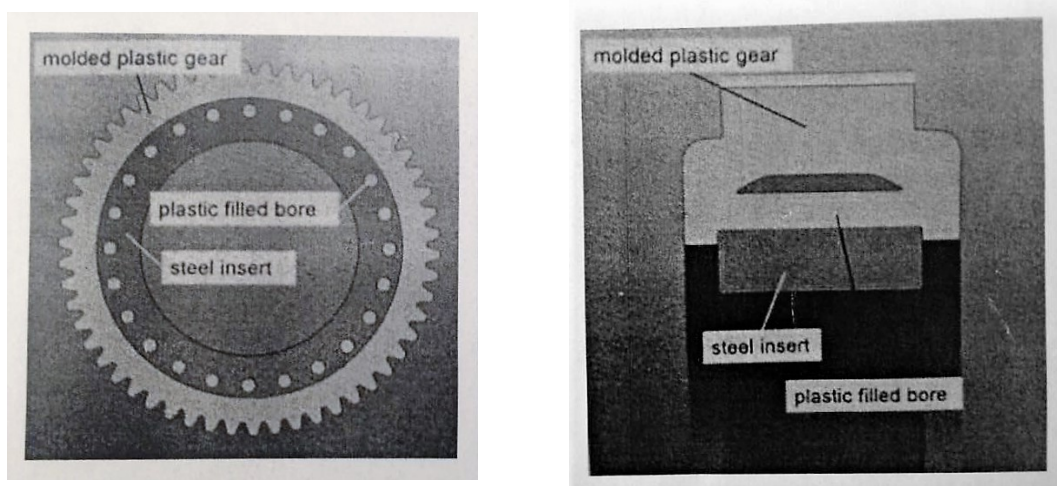 molded plastic gear
plastic filled bore
steel insert
molded plastic gear
steel insert
plastic filled bore